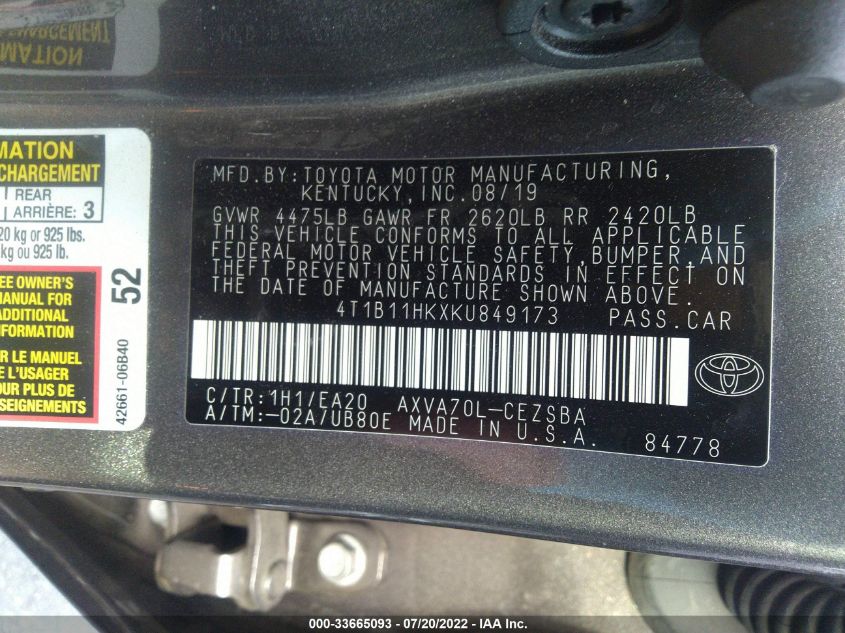 MATION
MATION
CHARGEMENT
REAR
ARRIÈRE: 3
20 kg or 925 lbs.
kg ou 925 lb.
EE OWNER'S
MANUAL FOR
ADDITIONAL
NFORMATION
R LE MANUEL
POUR PLUS DE
SEIGNEMENTS
52
42661-06B40
MFD.BY:TOYOTA MOTOR MANUFACTURING,
KENTUCKY,INC.08/19
GVWR 4475LB GAWR FR 2620LB RR 2420LB
THIS VEHICLE CONFORMS TO ALL APPLICABLE
FEDERAL MOTOR VEHICLE SAFETY,BUMPER,AND
THEFT PREVENTION STANDARDS IN EFFECT ON
THE DATE OF MANUFACTURE SHOWN ABOVE.
4T1B11HKXKU849173 PASS.CAR
C/TR:1H1/EA20 AXVA70L-CEZSBA
A/TM:-02A/UB80E MADE IN U.S.A. 84778
000-33665093 - 07/20/2022 - IAA Inc.